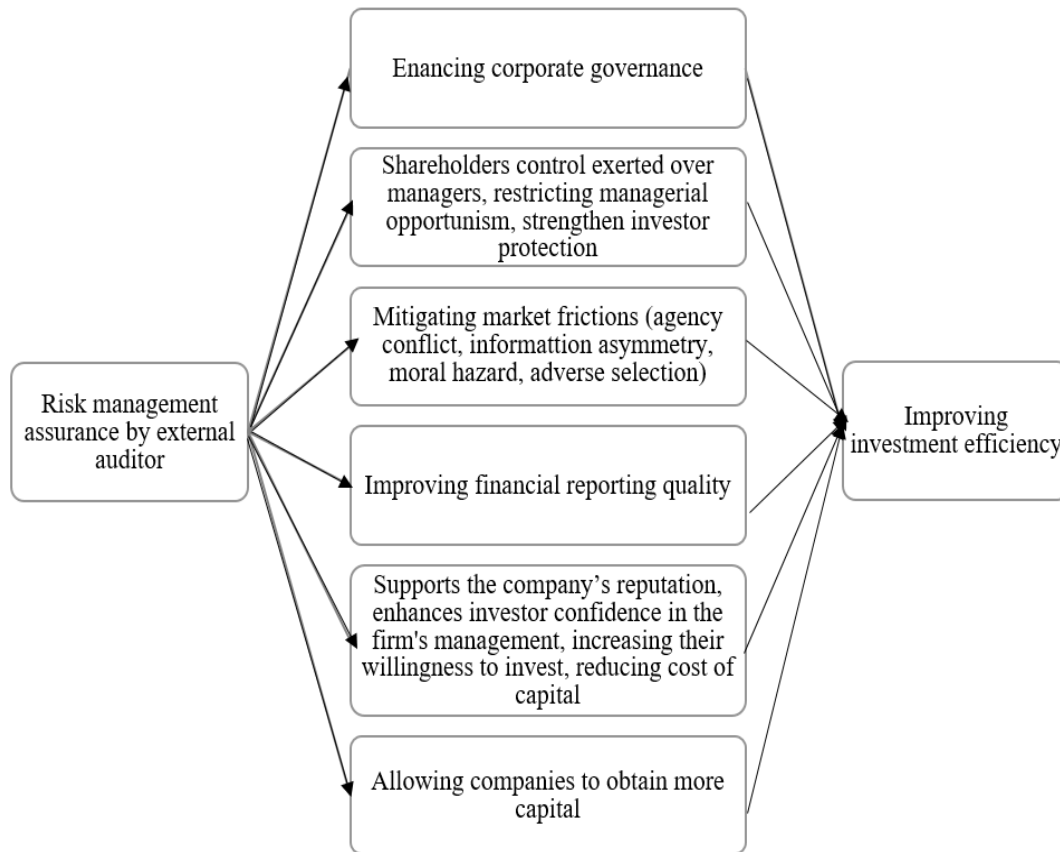 Enancing corporate governance
Shareholders control exerted over
managers, restricting managerial
opportunism, strengthen investor
protection
Mitigating market frictions (agency
conflict, informattion asymmetry,
moral hazard, adverse selection)
Risk management
assurance by external
auditor
Improving
investment efficiency
Improving financial reporting quality
Supports the company’s reputation,
enhances investor confidence in the
firm's management, increasing their
willingness to invest, reducing cost of
capital
Allowing companies to obtain more
capital